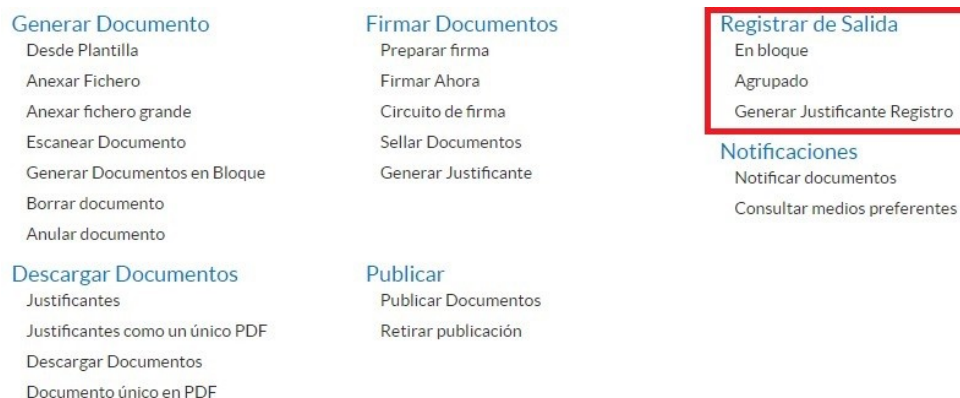 Generar Documento
Desde Plantilla
Anexar Fichero
Anexar fichero grande
Escanear Documento
Generar Documentos en Bloque
Borrar documento
Anular documento
Firmar Documentos
Preparar firma
Firmar Ahora
Circuito de firma
Sellar Documentos
Generar Justificante
Registrar de Salida
En bloque
Agrupado
Generar Justificante Registro
Notificaciones
Notificar documentos
Consultar medios preferentes
Descargar Documentos
Justificantes
Justificantes como un único PDF
Descargar Documentos
Documento único en PDF
Publicar
Publicar Documentos
Retirar publicación